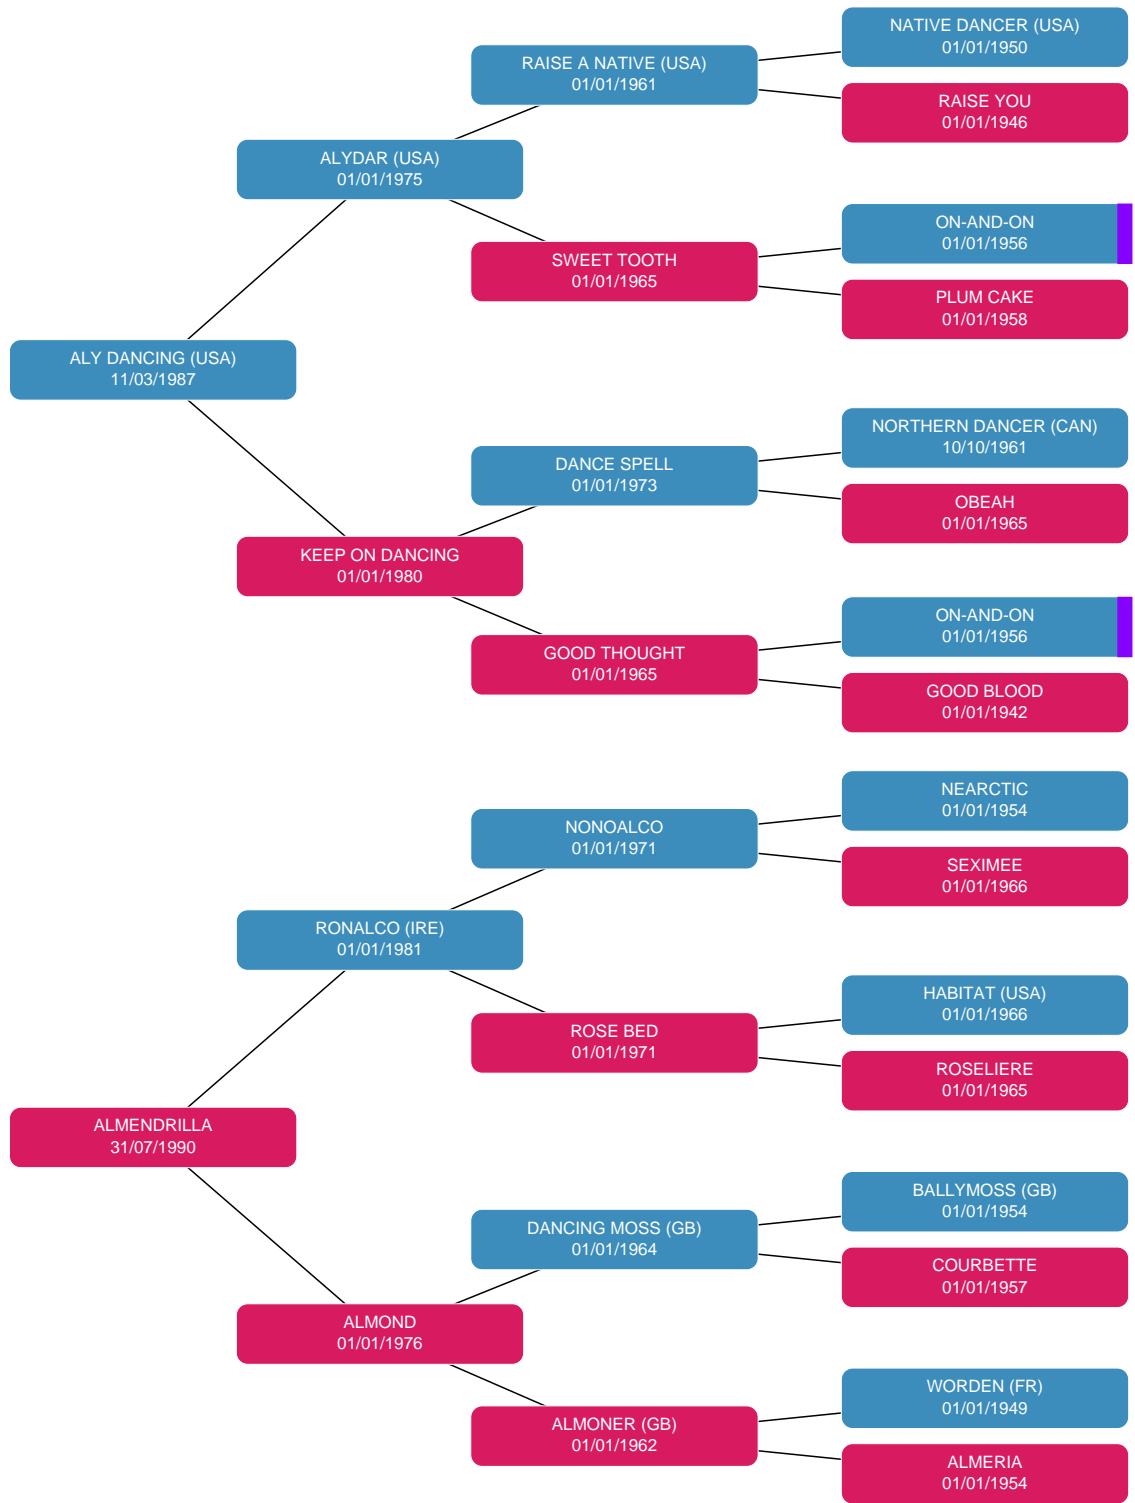 NATIVE DANCER (USA)
01/01/1950
RAISE A NATIVE (USA)
01/01/1961
RAISE YOU
01/01/1946
ALYDAR (USA)
01/01/1975
ON-AND-ON
01/01/1956
SWEET TOOTH
01/01/1965
PLUM CAKE
01/01/1958
ALY DANCING (USA)
11/03/1987
NORTHERN DANCER (CAN)
10/10/1961
DANCE SPELL
01/01/1973
OBEAH
01/01/1965
KEEP ON DANCING
01/01/1980
ON-AND-ON
01/01/1956
GOOD THOUGHT
01/01/1965
GOOD BLOOD
01/01/1942
NEARCTIC
01/01/1954
NONOALCO
01/01/1971
SEXIMEE
01/01/1966
RONALCO (IRE)
01/01/1981
HABITAT (USA)
01/01/1966
ROSE BED
01/01/1971
ROSELIERE
01/01/1965
ALMENDRILLA
31/07/1990
BALLYMOSS (GB)
01/01/1954
DANCING MOSS (GB)
01/01/1964
COURBETTE
01/01/1957
ALMOND
01/01/1976
WORDEN (FR)
01/01/1949
ALMONER (GB)
01/01/1962
ALMERIA
01/01/1954